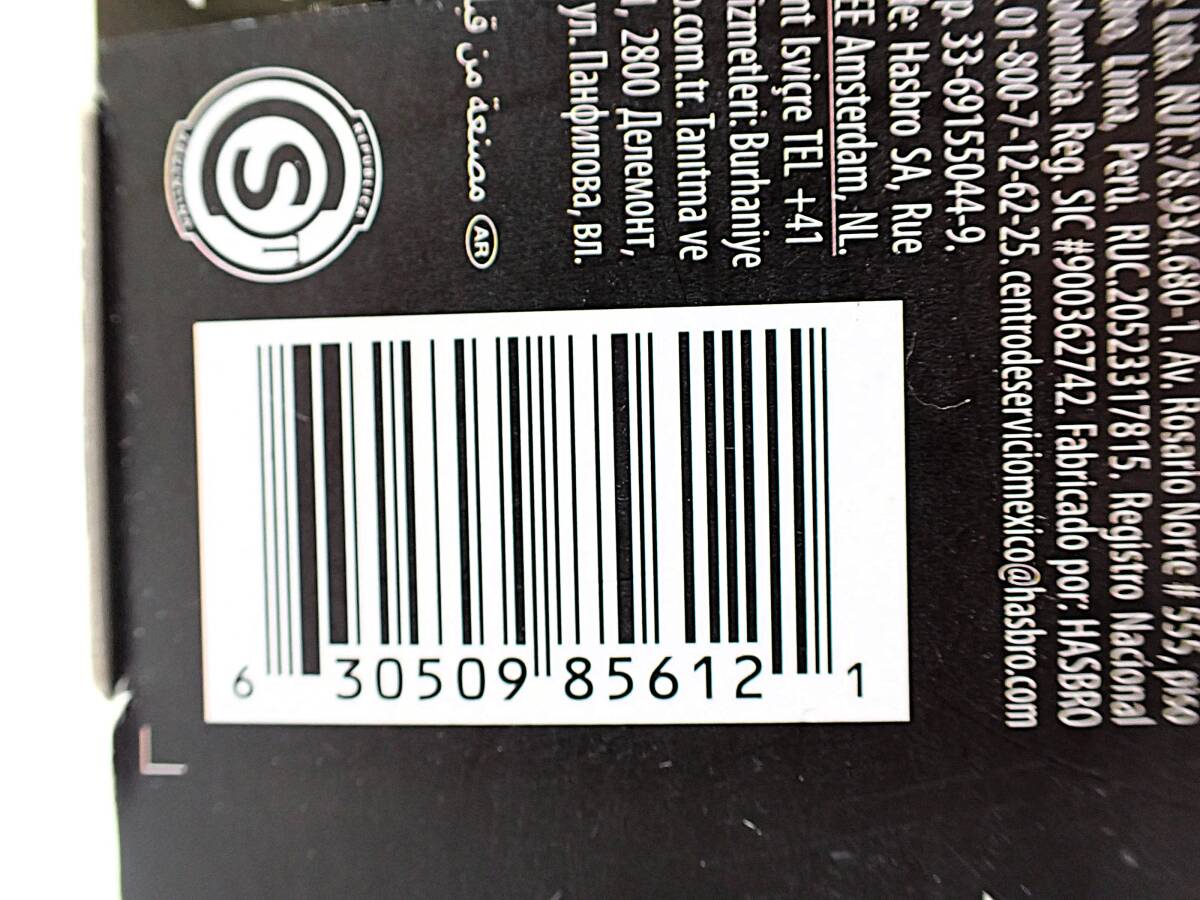 Lima, NUI:78.934.680-1, Av. Rosario Norte # 555, piso
Lima, Perú. RUC.20523317815. Registro Nacional
Reg. SIC #900362742. Fabricado por: HASBRO
01-800-7-12-62-25. centrodeserviciomexico@hasbro.com
33-69155044-9.
Hasbro SA, Rue
Amsterdam, NL.
Isviçre TEL +41
Burhaniye
.com.tr. Tanıtma ve
, 2800 Делемонт,
ул. Панфилова, вл.
AR مصنعة من
S
REPUBLICA
6 30509 85612 1